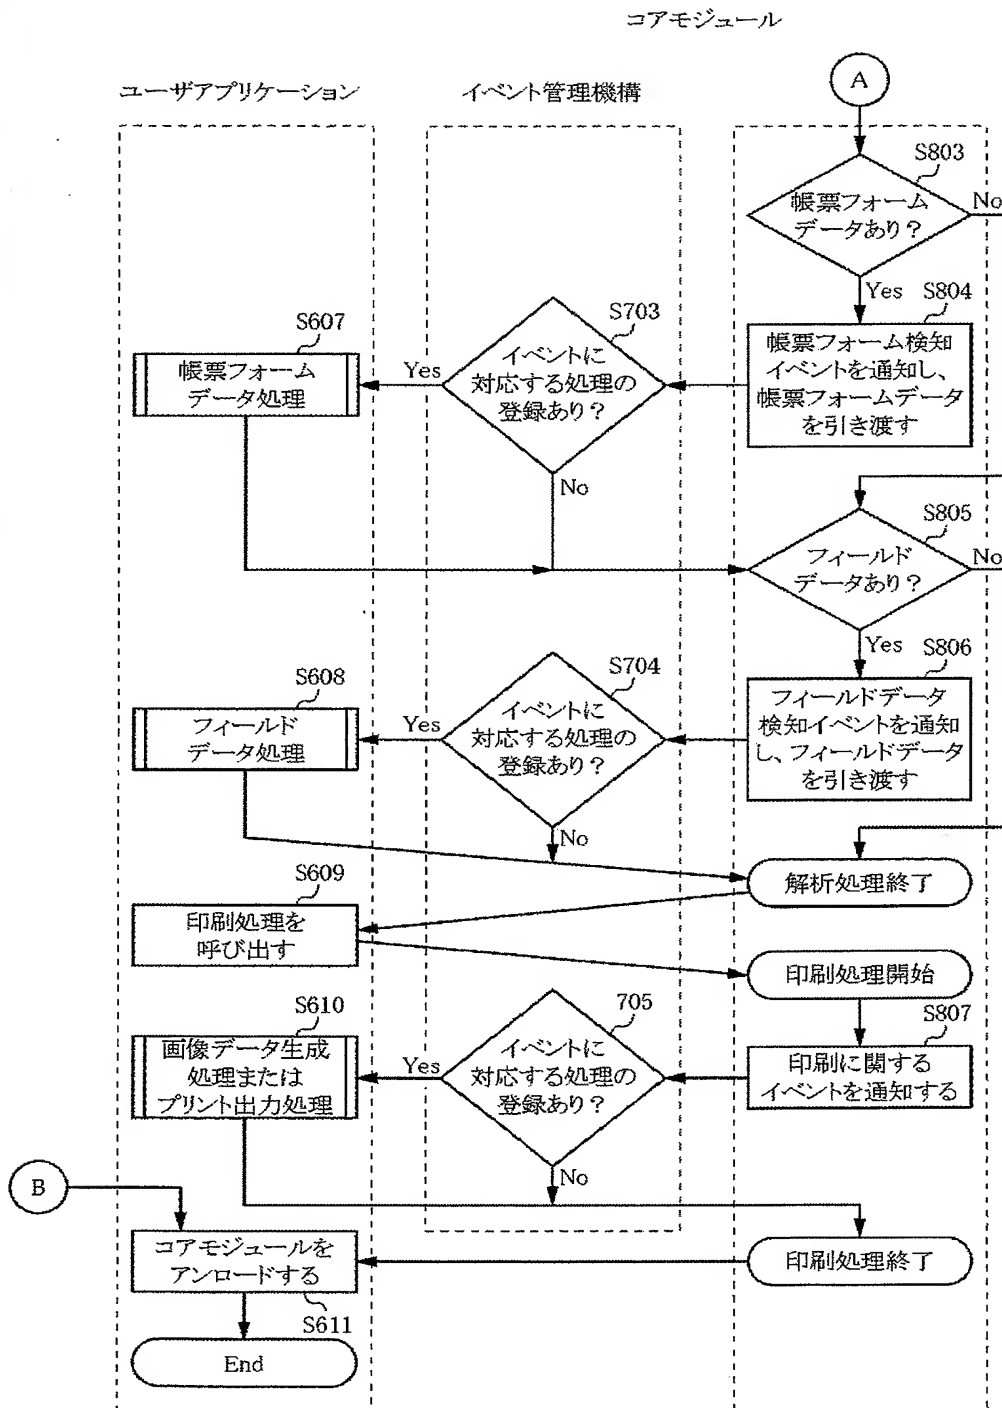 コアモジュール
ユーザアプリケーション
イベント管理機構
A
S803
帳票フォーム
データあり？
No
Yes
S804
帳票フォーム検知
イベントを通知し、
帳票フォームデータ
を引き渡す
S703
イベントに
対応する処理の
登録あり？
Yes
No
S607
帳票フォーム
データ処理
S805
フィールド
データあり？
No
Yes
S806
フィールドデータ
検知イベントを通知
し、フィールドデータ
を引き渡す
S704
イベントに
対応する処理の
登録あり？
Yes
No
S608
フィールド
データ処理
解析処理終了
S609
印刷処理を
呼び出す
印刷処理開始
S807
印刷に関する
イベントを通知する
705
イベントに
対応する処理の
登録あり？
Yes
No
S610
画像データ生成
処理または
プリント出力処理
B
印刷処理終了
コアモジュールを
アンロードする
S611
End